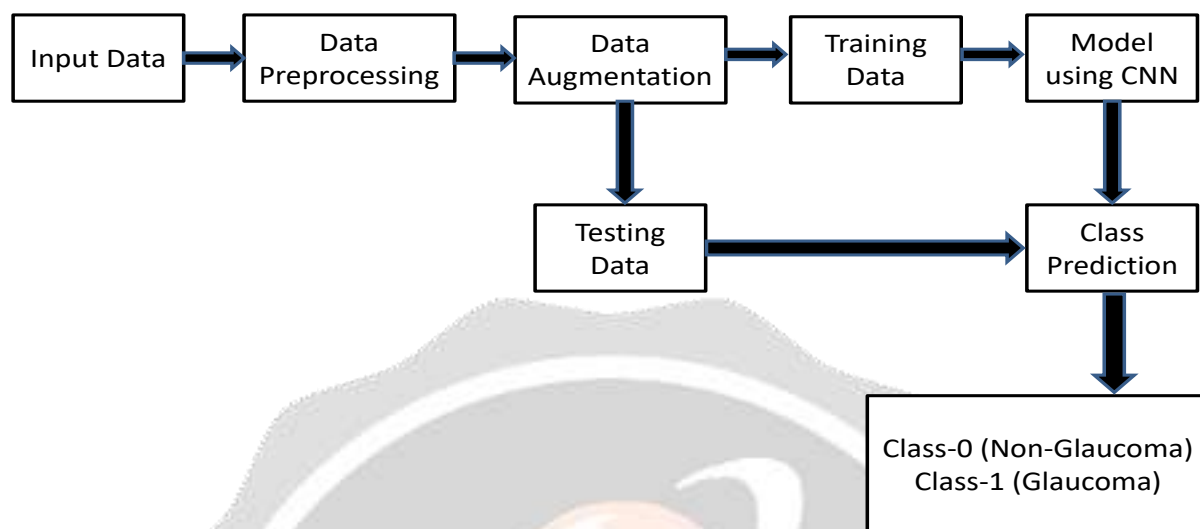 Input Data
Data
Preprocessing
Data
Augmentation
Training
Data
Model
using CNN
Testing
Data
Class
Prediction
Class-0 (Non-Glaucoma)
Class-1 (Glaucoma)